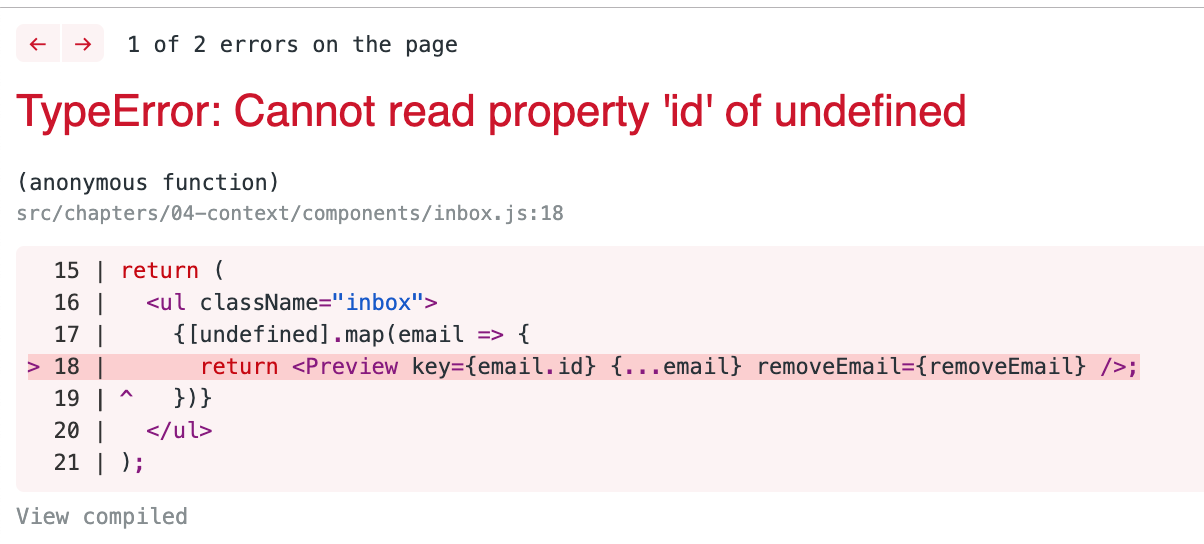 ← → 1 of 2 errors on the page
TypeError: Cannot read property 'id' of undefined
(anonymous function)
src/chapters/04-context/components/inbox.js:18
15 | return (
16 |   <ul className="inbox">
17 |     {[undefined].map(email => {
> 18 |       return <Preview key={email.id} {...email} removeEmail={removeEmail} />;
19 | ^   })}
20 |   </ul>
21 | );
View compiled